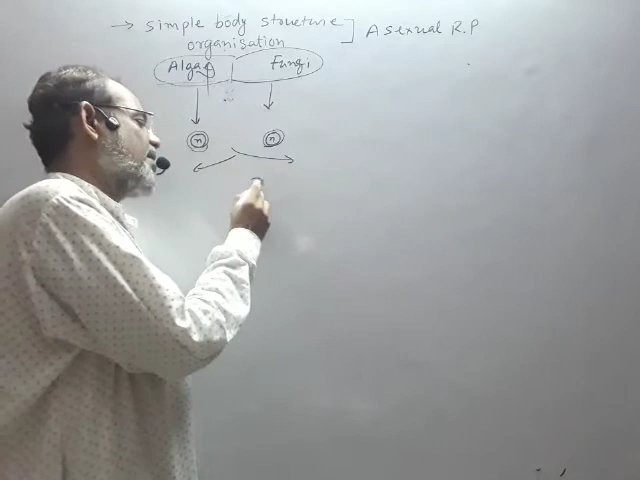 → simple body structure
organisation ] Asexual R.P
Algae Fungi
n n